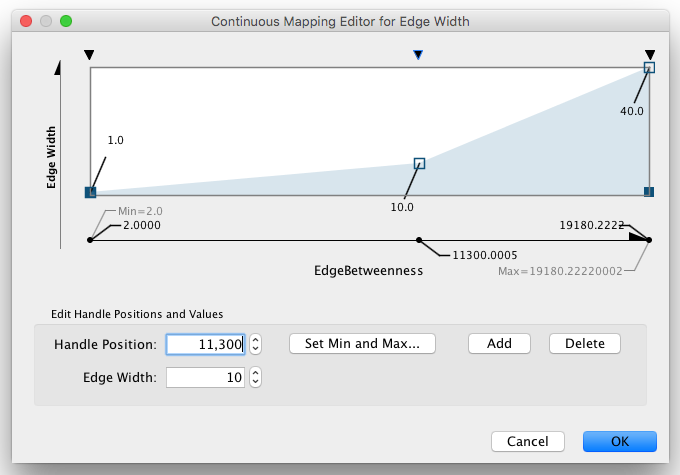 Continuous Mapping Editor for Edge Width
Edge Width
1.0
40.0
10.0
Min=2.0
2.0000
19180.2222
11300.0005
EdgeBetweenness
Max=19180.22220002
Edit Handle Positions and Values
Handle Position: 11,300 Set Min and Max... Add Delete
Edge Width: 10
Cancel OK